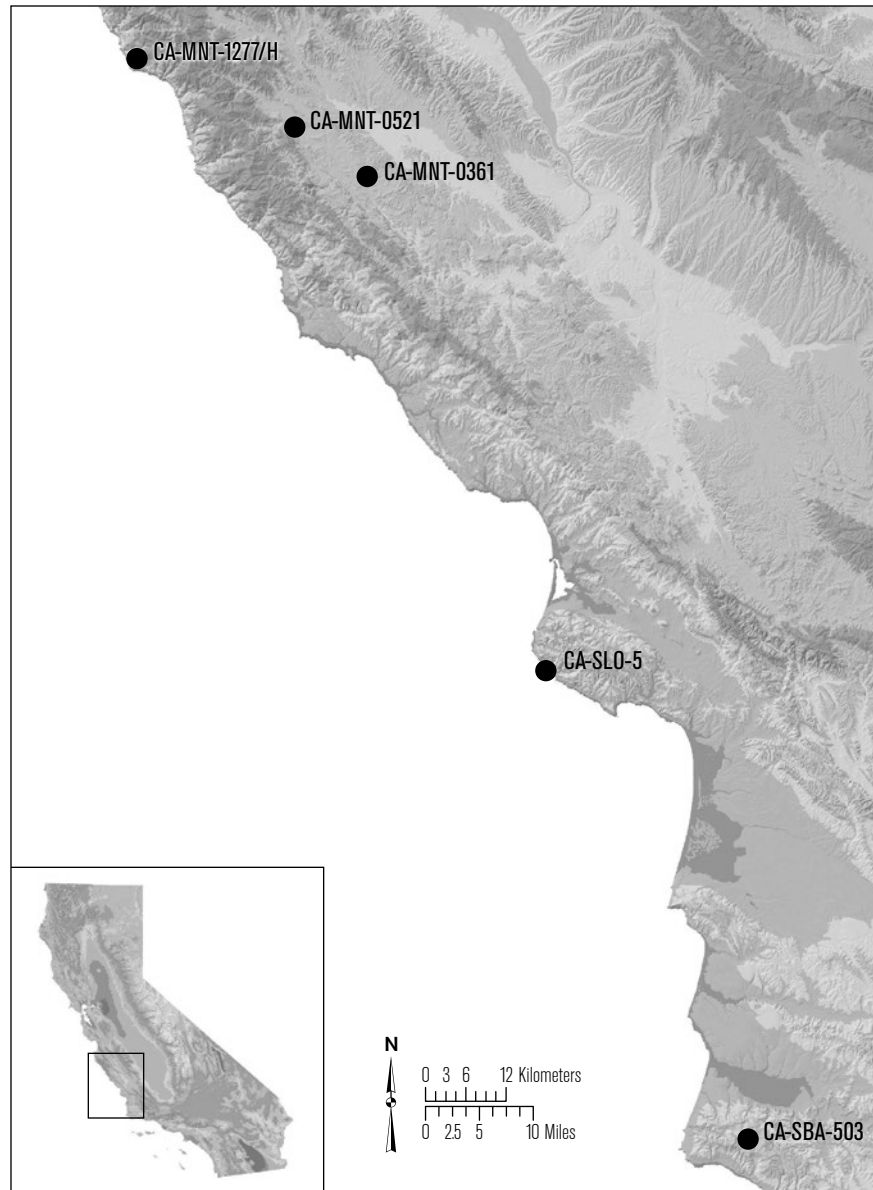 CA-MNT-1277/H
CA-MNT-0521
CA-MNT-0361
CA-SLO-5
N
0 3 6 12 Kilometers
0 2.5 5 10 Miles
CA-SBA-503